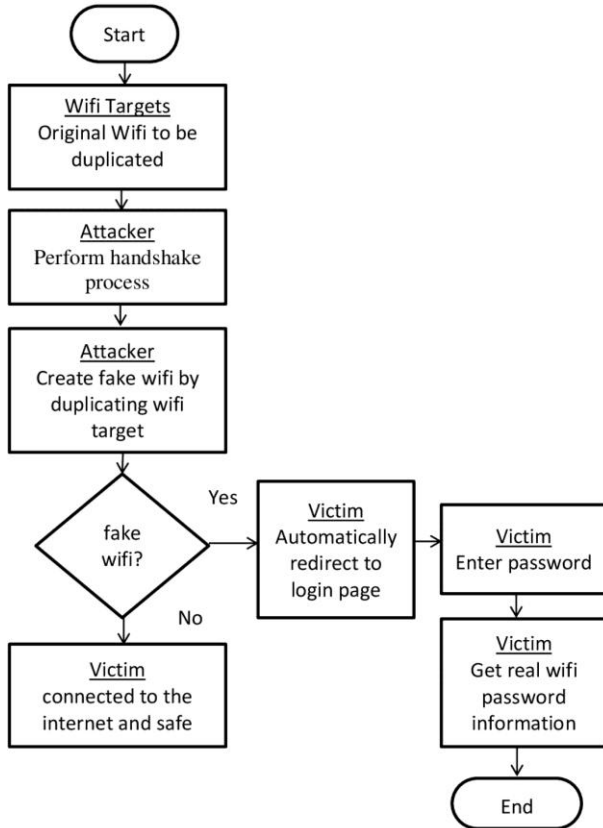 Start
Wifi Targets
Original Wifi to be
duplicated
Attacker
Perform handshake
process
Attacker
Create fake wifi by
duplicating wifi
target
fake
wifi?
Yes
No
Victim
Automatically
redirect to
login page
Victim
Enter password
Victim
connected to the
internet and safe
Victim
Get real wifi
password
information
End